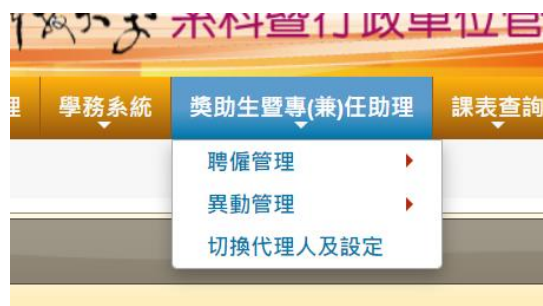 系科暨行政單位管
理 學務系統 獎助生暨專(兼)任助理 課表查詢
聘僱管理
異動管理
切換代理人及設定